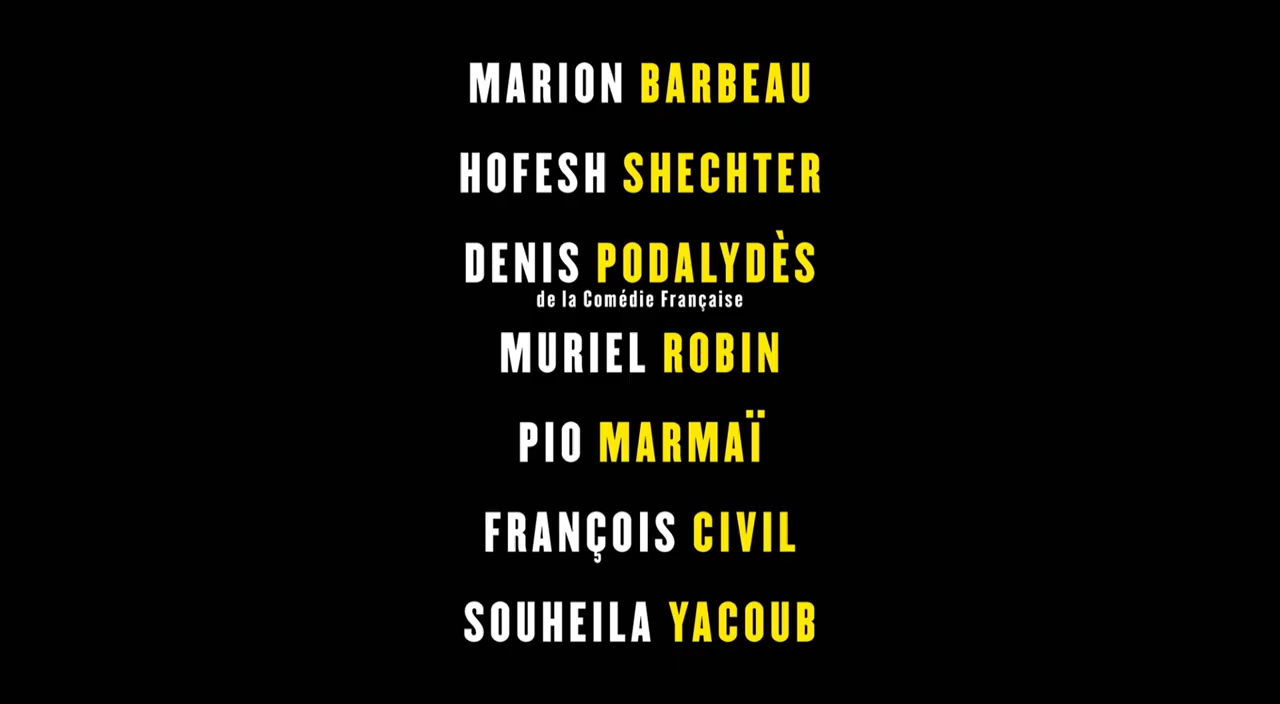 MARION BARBEAU
HOFESH SHECHTER
DENIS PODALYDÈS
de la Comédie Française
MURIEL ROBIN
PIO MARMAÏ
FRANÇOIS CIVIL
SOUHEILA YACOUB